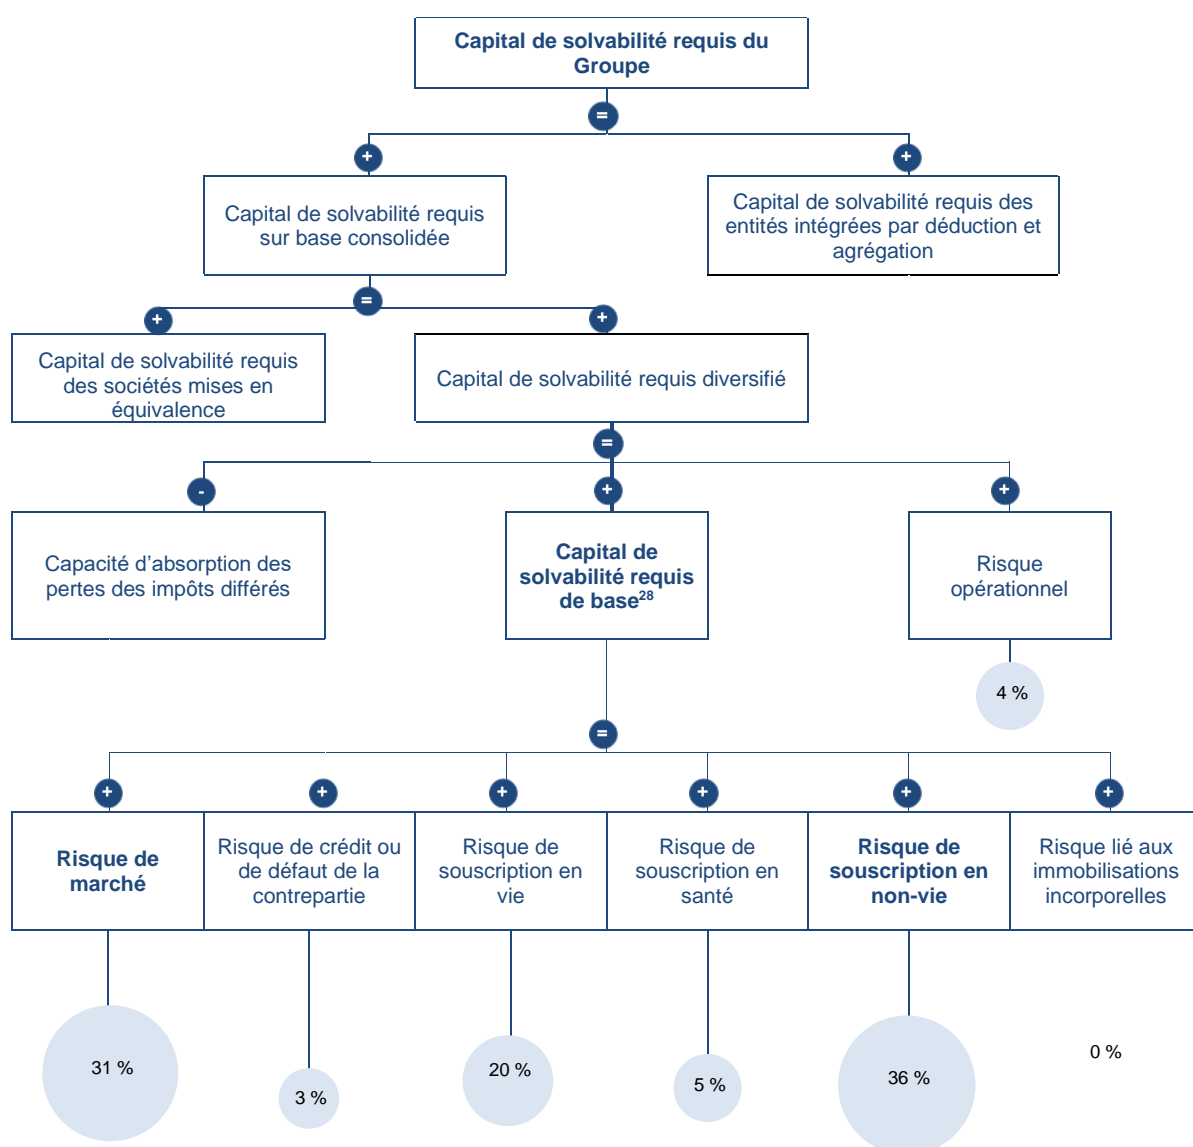 Capital de solvabilité requis du
Groupe
=
+
+
Capital de solvabilité requis
sur base consolidée
Capital de solvabilité requis des
entités intégrées par déduction et
agrégation
=
+
+
Capital de solvabilité requis
des sociétés mises en
équivalence
Capital de solvabilité requis diversifié
=
-
+
+
Capacité d’absorption des
pertes des impôts différés
Capital de
solvabilité requis
de base28
Risque
opérationnel
4 %
=
+
+
+
+
+
+
Risque de
marché
Risque de crédit ou
de défaut de la
contrepartie
Risque de
souscription en
vie
Risque de
souscription en
santé
Risque de
souscription en
non-vie
Risque lié aux
immobilisations
incorporelles
31 %
3 %
20 %
5 %
36 %
0 %